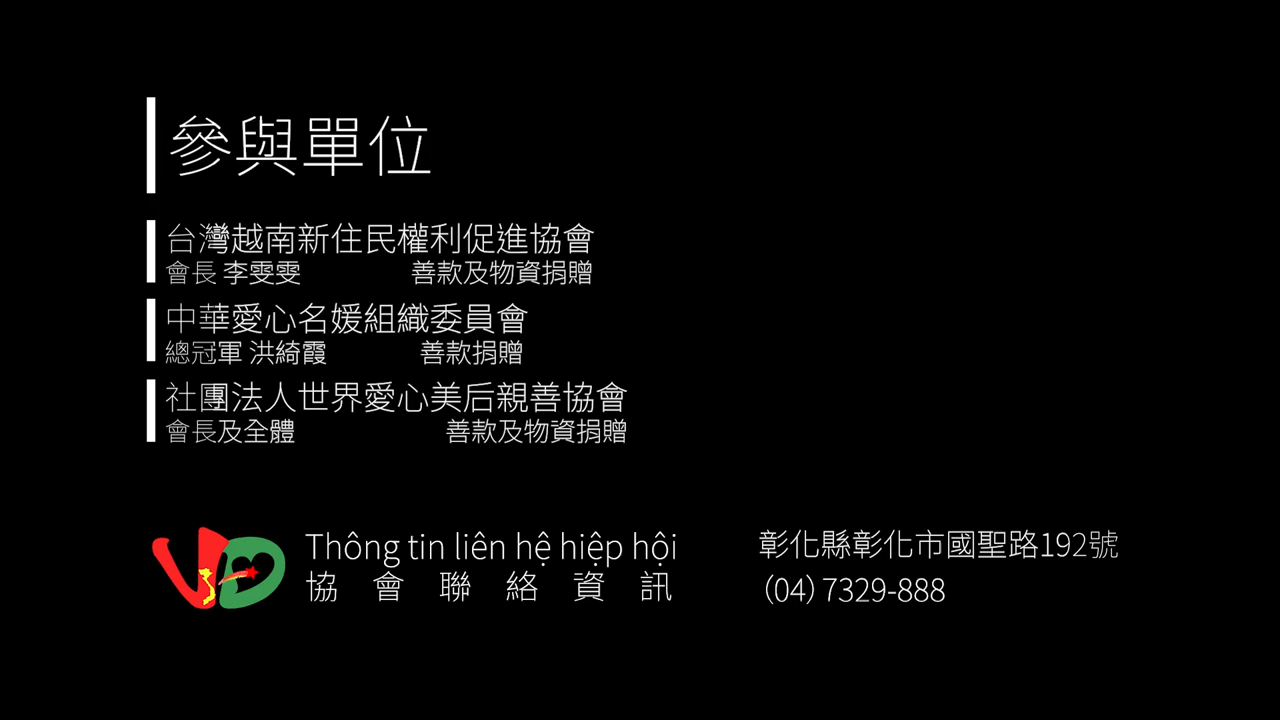 參與單位
台灣越南新住民權利促進協會
會長 李雯雯 善款及物資捐贈
中華愛心名媛組織委員會
總冠軍 洪綺霞 善款捐贈
社團法人世界愛心美后親善協會
會長及全體 善款及物資捐贈
Thông tin liên hệ hiệp hội
協會聯絡資訊
彰化縣彰化市國聖路192號
(04) 7329-888